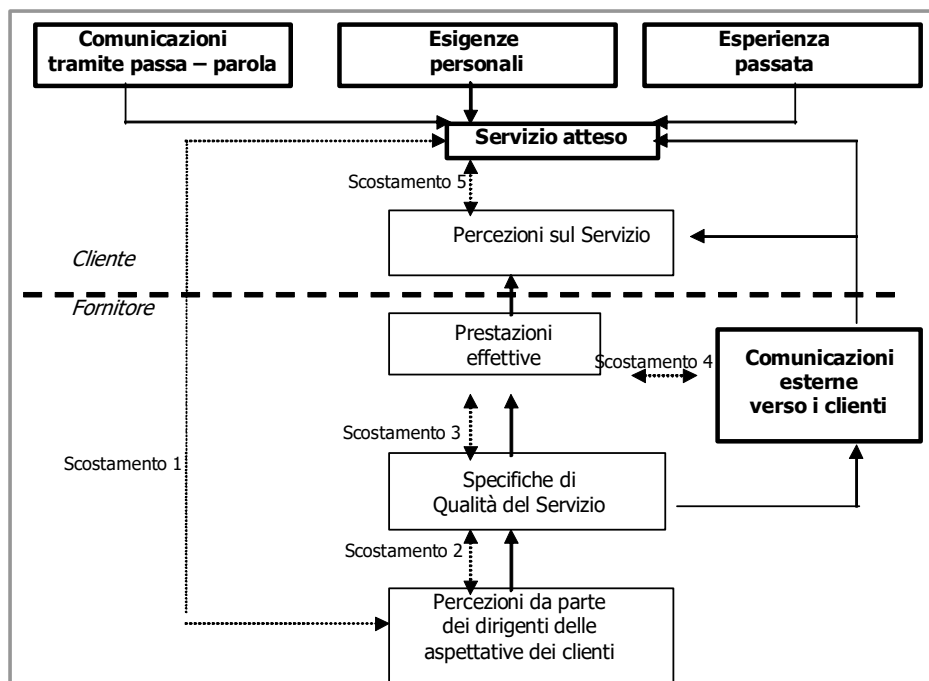 Comunicazioni
tramite passa – parola
Esigenze
personali
Esperienza
passata
Servizio atteso
Scostamento 5
Percezioni sul Servizio
Cliente
Fornitore
Prestazioni
effettive
Scostamento 4
Comunicazioni
esterne
verso i clienti
Scostamento 3
Scostamento 1
Specifiche di
Qualità del Servizio
Scostamento 2
Percezioni da parte
dei dirigenti delle
aspettative dei clienti